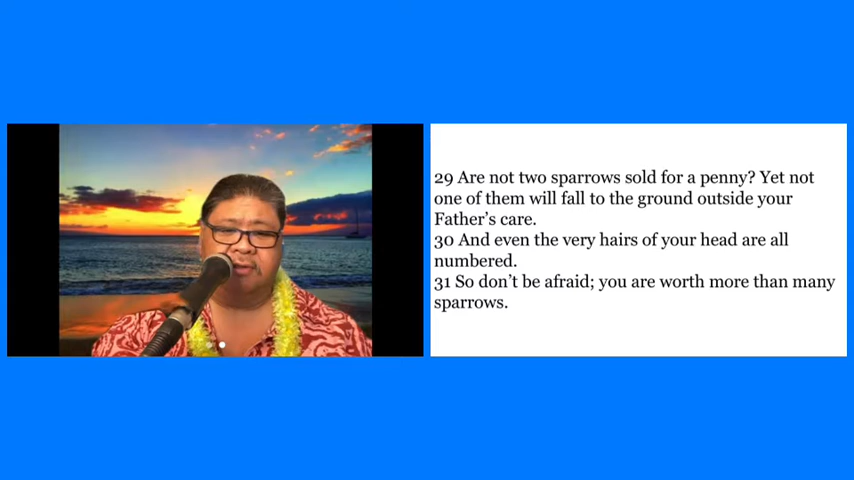 29 Are not two sparrows sold for a penny? Yet not
one of them will fall to the ground outside your
Father’s care.
30 And even the very hairs of your head are all
numbered.
31 So don’t be afraid; you are worth more than many
sparrows.